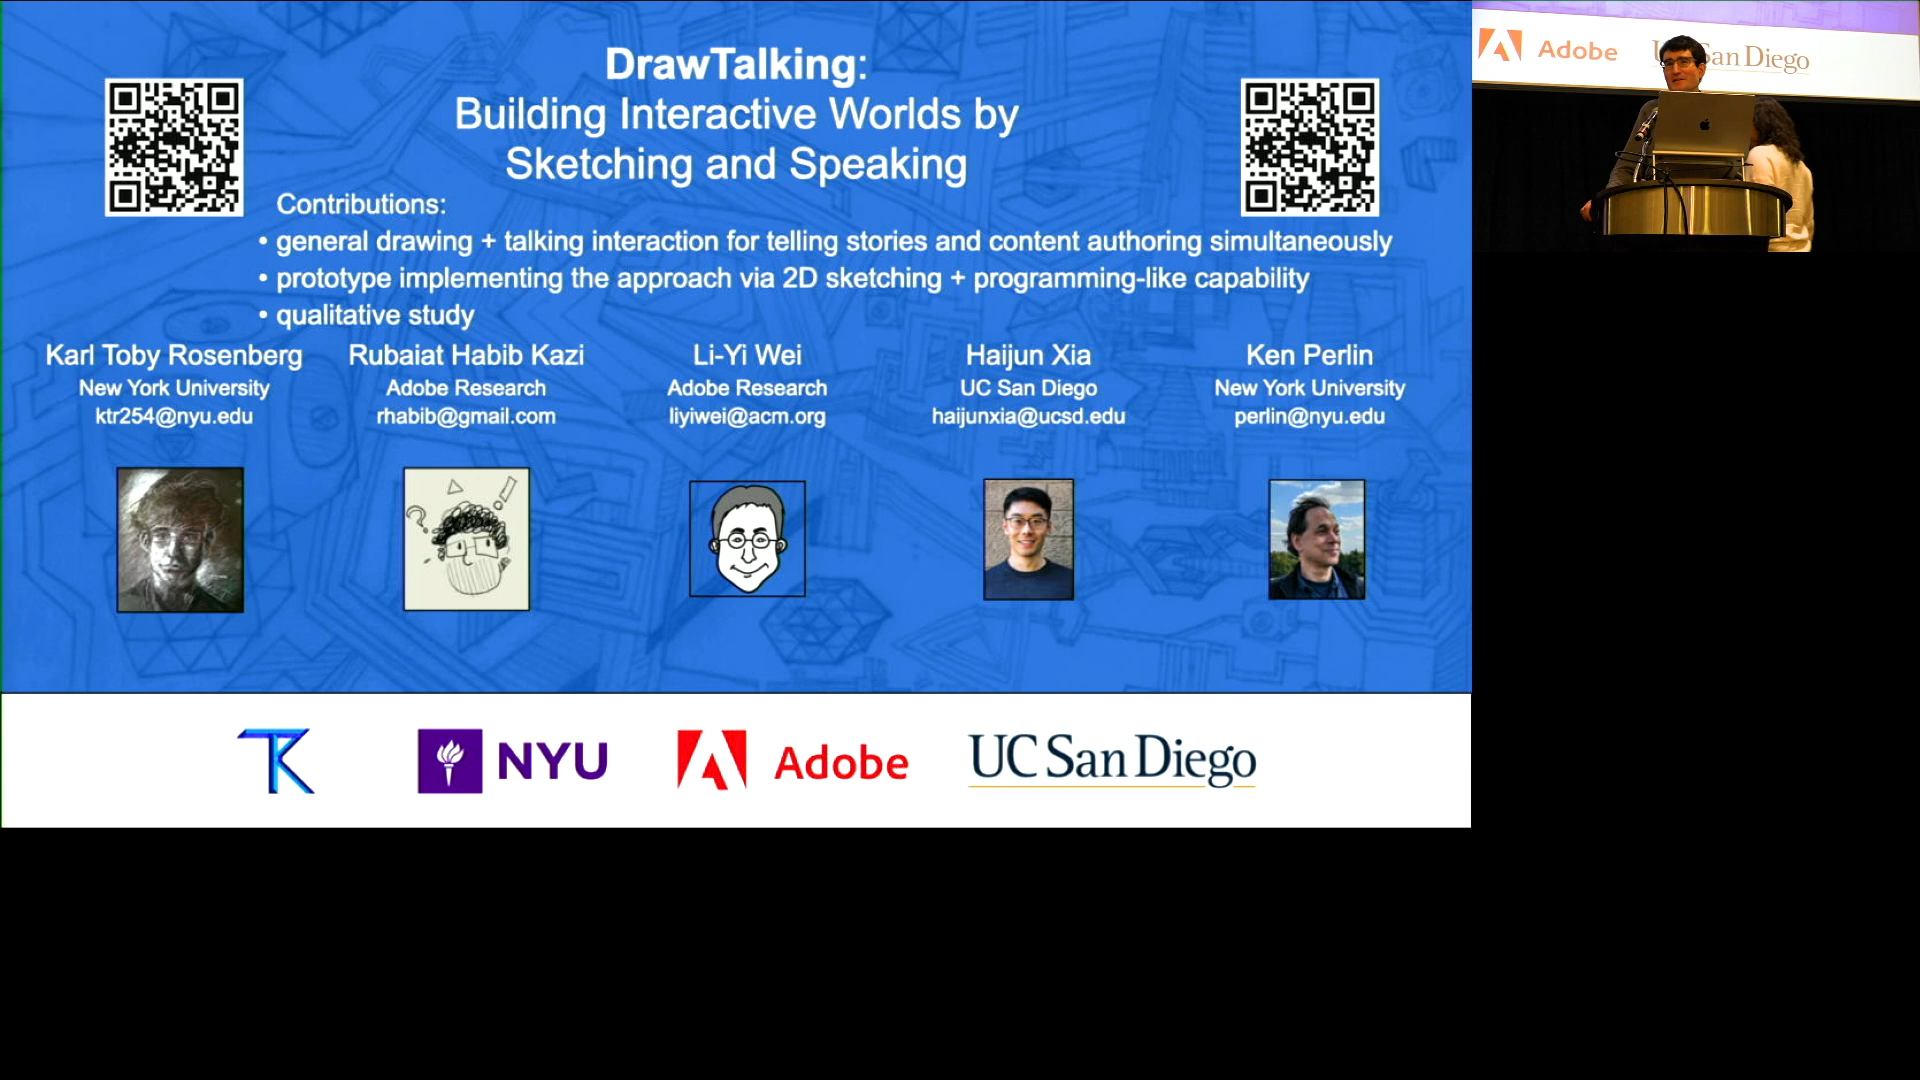 DrawTalking:
Building Interactive Worlds by
Sketching and Speaking
Contributions:
• general drawing + talking interaction for telling stories and content authoring simultaneously
• prototype implementing the approach via 2D sketching + programming-like capability
• qualitative study
Karl Toby Rosenberg
New York University
ktr254@nyu.edu
Rubaiat Habib Kazi
Adobe Research
rhabib@gmail.com
Li-Yi Wei
Adobe Research
liyiwei@acm.org
Haijun Xia
UC San Diego
haijunxia@ucsd.edu
Ken Perlin
New York University
perlin@nyu.edu
?
!
TK
NYU
Adobe
UC San Diego
Adobe
San Diego